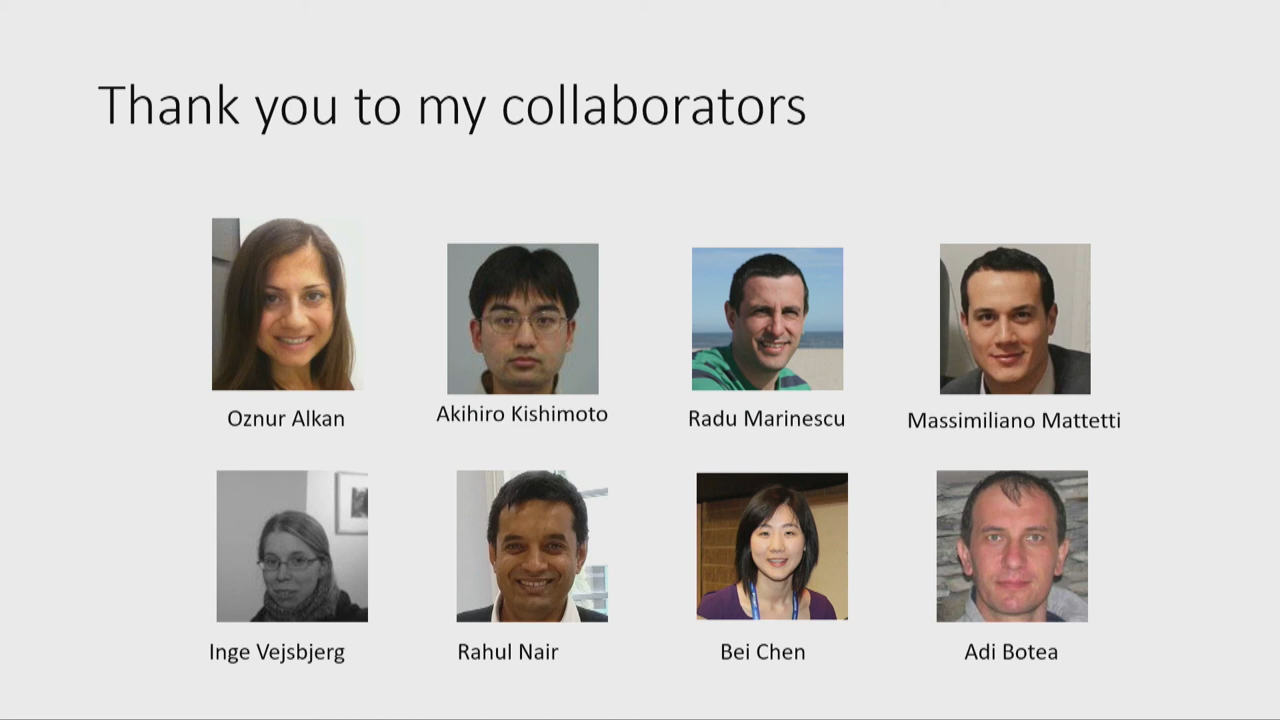 Thank you to my collaborators
Oznur Alkan
Akihiro Kishimoto
Radu Marinescu
Massimiliano Mattetti
Inge Vejsbjerg
Rahul Nair
Bei Chen
Adi Botea